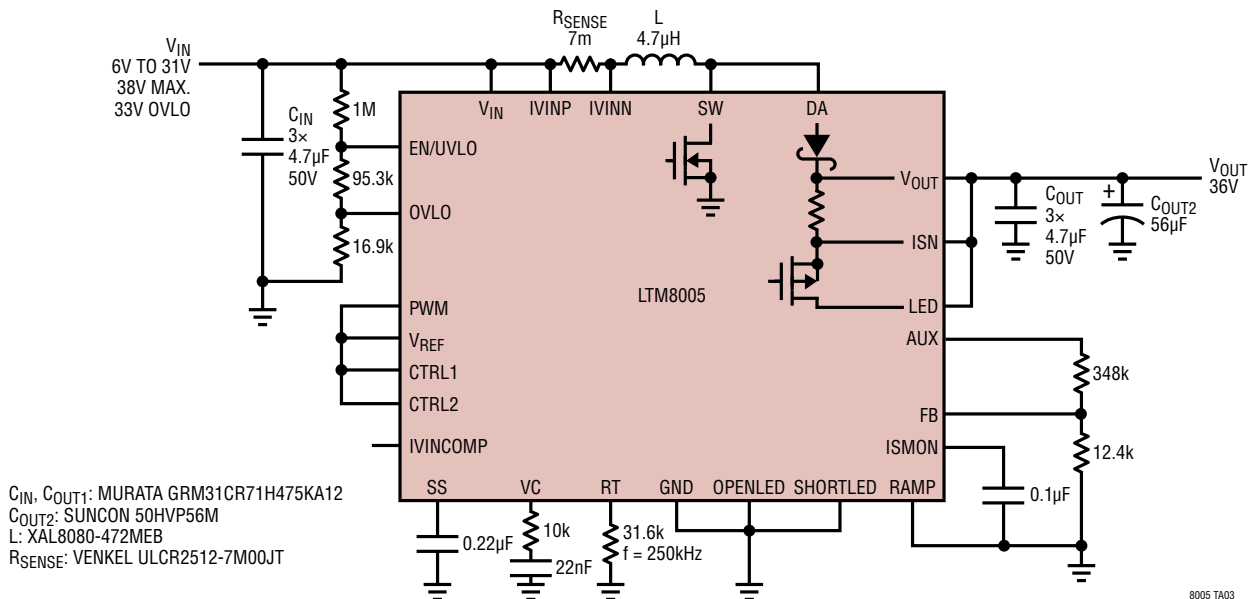 VIN
6V TO 31V
38V MAX.
33V OVLO
CIN
3×
4.7µF
50V
1M
95.3k
16.9k
RSENSE
7m
L
4.7µH
VIN
IVINP
IVINN
SW
DA
EN/UVLO
OVLO
PWM
VREF
CTRL1
CTRL2
IVINCOMP
LTM8005
VOUT
ISN
LED
AUX
FB
ISMON
SS
VC
RT
GND
OPENLED
SHORTLED
RAMP
COUT
3×
4.7µF
50V
+
COUT2
56µF
VOUT
36V
348k
12.4k
0.1µF
0.22µF
10k
22nF
31.6k
f = 250kHz
CIN, COUT1: MURATA GRM31CR71H475KA12
COUT2: SUNCON 50HVP56M
L: XAL8080-472MEB
RSENSE: VENKEL ULCR2512-7M00JT
8005 TA03